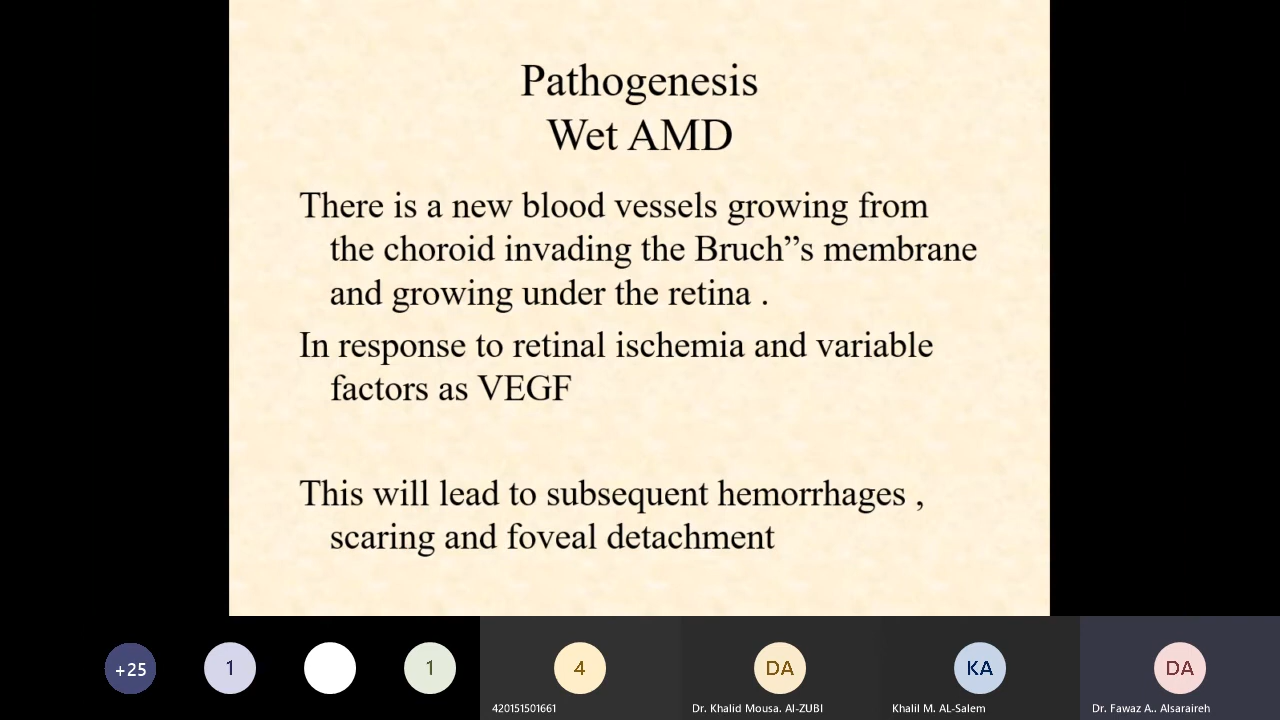 Pathogenesis
Wet AMD
There is a new blood vessels growing from
the choroid invading the Bruch”s membrane
and growing under the retina .
In response to retinal ischemia and variable
factors as VEGF
This will lead to subsequent hemorrhages ,
scaring and foveal detachment
+25
1
1
4
DA
KA
DA
420151501661
Dr. Khalid Mousa. Al-ZUBI
Khalil M. AL-Salem
Dr. Fawaz A.. Alsaraireh